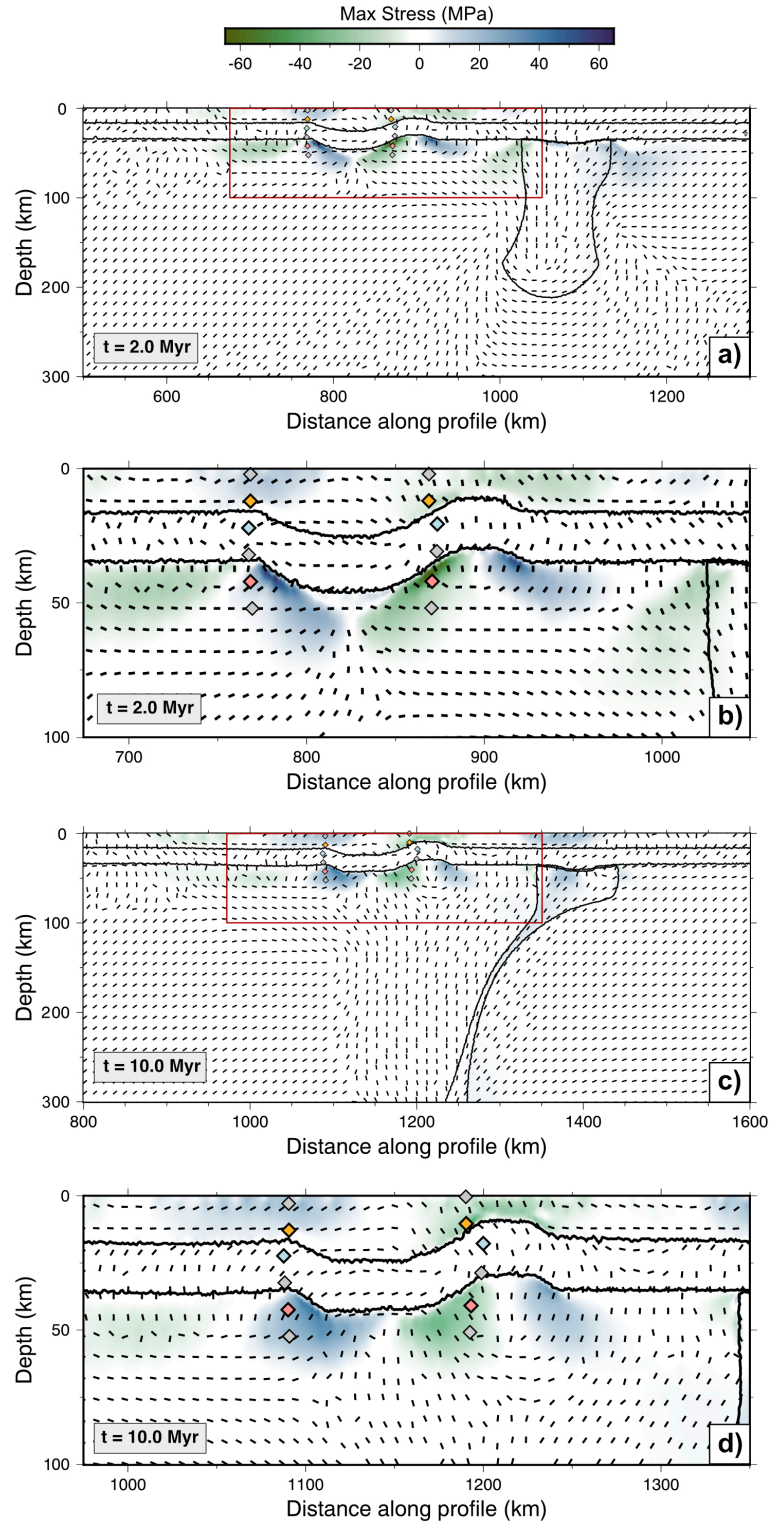 Max Stress (MPa)
-60 -40 -20 0 20 40 60
0
100
200
300
Depth (km)
t = 2.0 Myr
a)
600 800 1000 1200
Distance along profile (km)
0
50
100
Depth (km)
t = 2.0 Myr
b)
700 800 900 1000
Distance along profile (km)
0
100
200
300
Depth (km)
t = 10.0 Myr
c)
800 1000 1200 1400 1600
Distance along profile (km)
0
50
100
Depth (km)
t = 10.0 Myr
d)
1000 1100 1200 1300
Distance along profile (km)